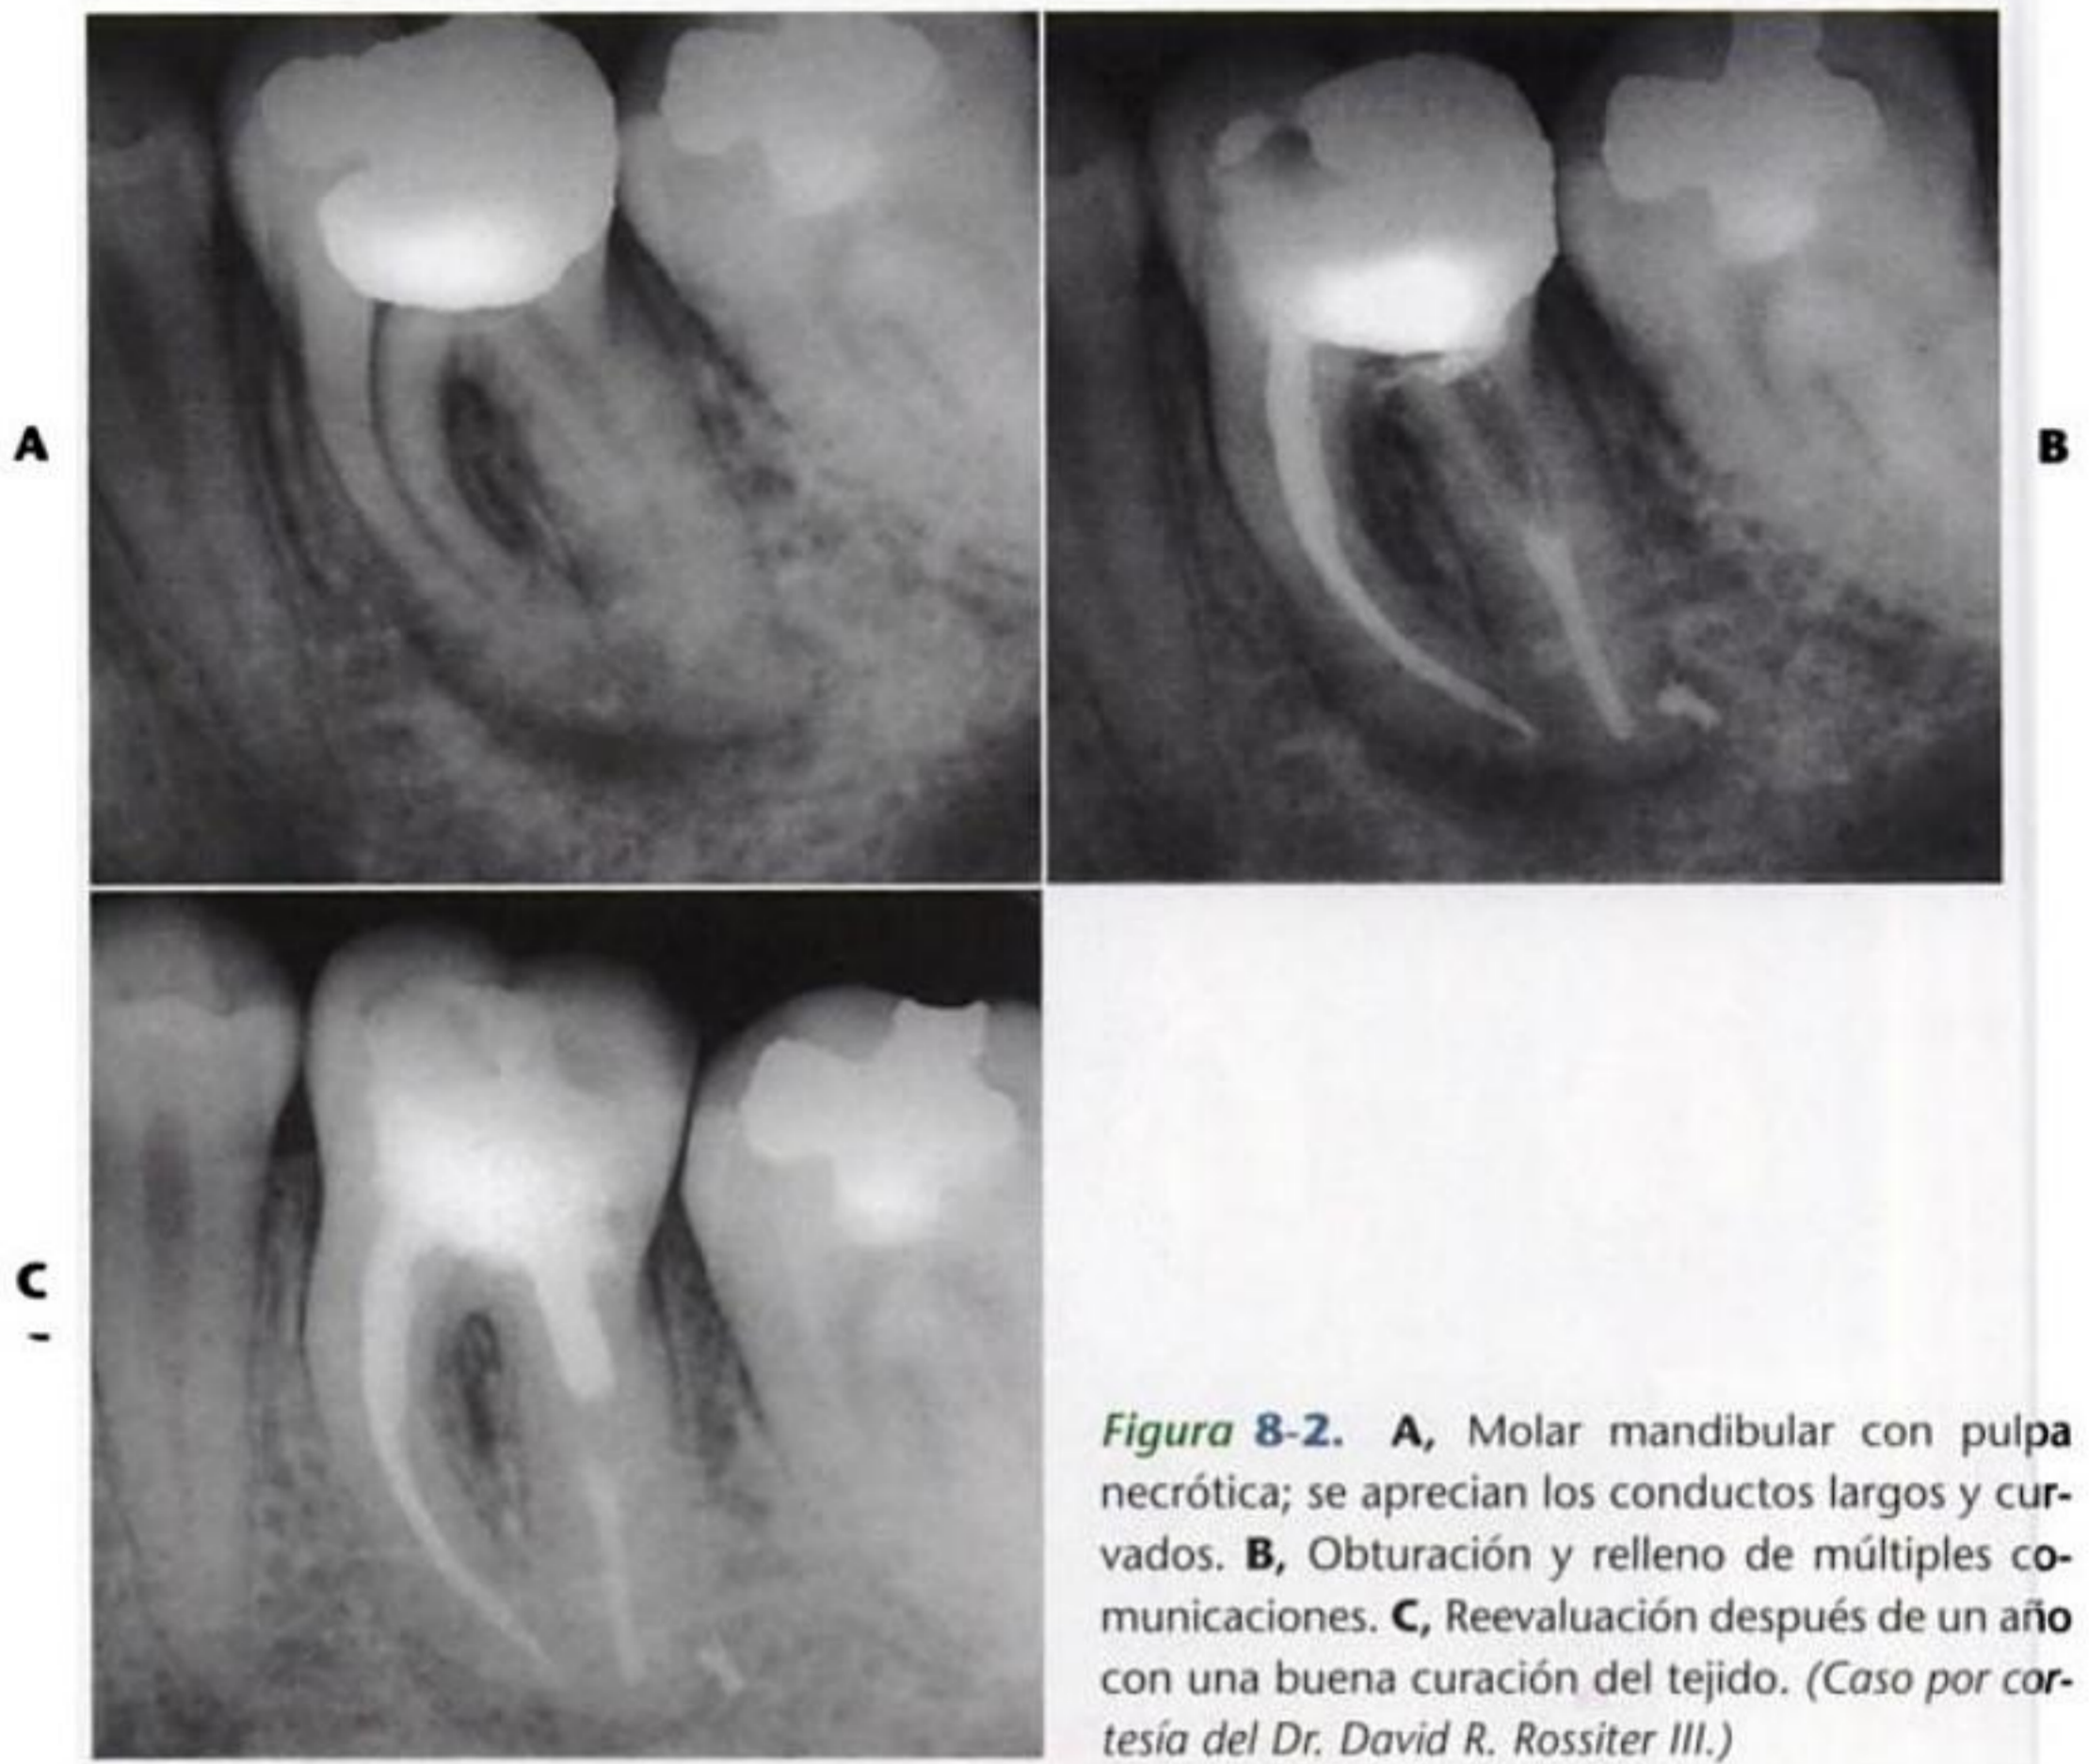 A
B
C
Figura 8-2. A, Molar mandibular con pulpa
necrótica; se aprecian los conductos largos y cur-
vados. B, Obturación y relleno de múltiples co-
municaciones. C, Reevaluación después de un año
con una buena curación del tejido. (Caso por cor-
tesía del Dr. David R. Rossiter III.)